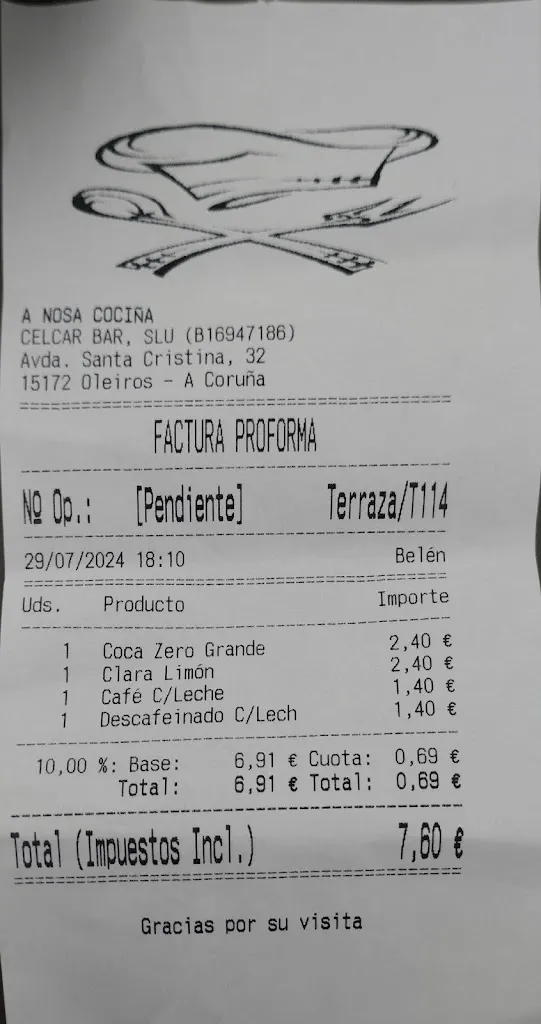 A NOSA COCIÑA
CELCAR BAR, SLU (B16947186)
Avda. Santa Cristina, 32
15172 Oleiros - A Coruña
FACTURA PROFORMA
Nº Op.: [Pendiente] Terraza/T114
29/07/2024 18:10 Belén
Uds. Producto Importe
1 Coca Zero Grande 2,40 €
1 Clara Limón 2,40 €
1 Café C/Leche 1,40 €
1 Descafeinado C/Lech 1,40 €
10,00 %: Base: 6,91 € Cuota: 0,69 €
Total: 6,91 € Total: 0,69 €
Total (Impuestos Incl.) 7,60 €
Gracias por su visita